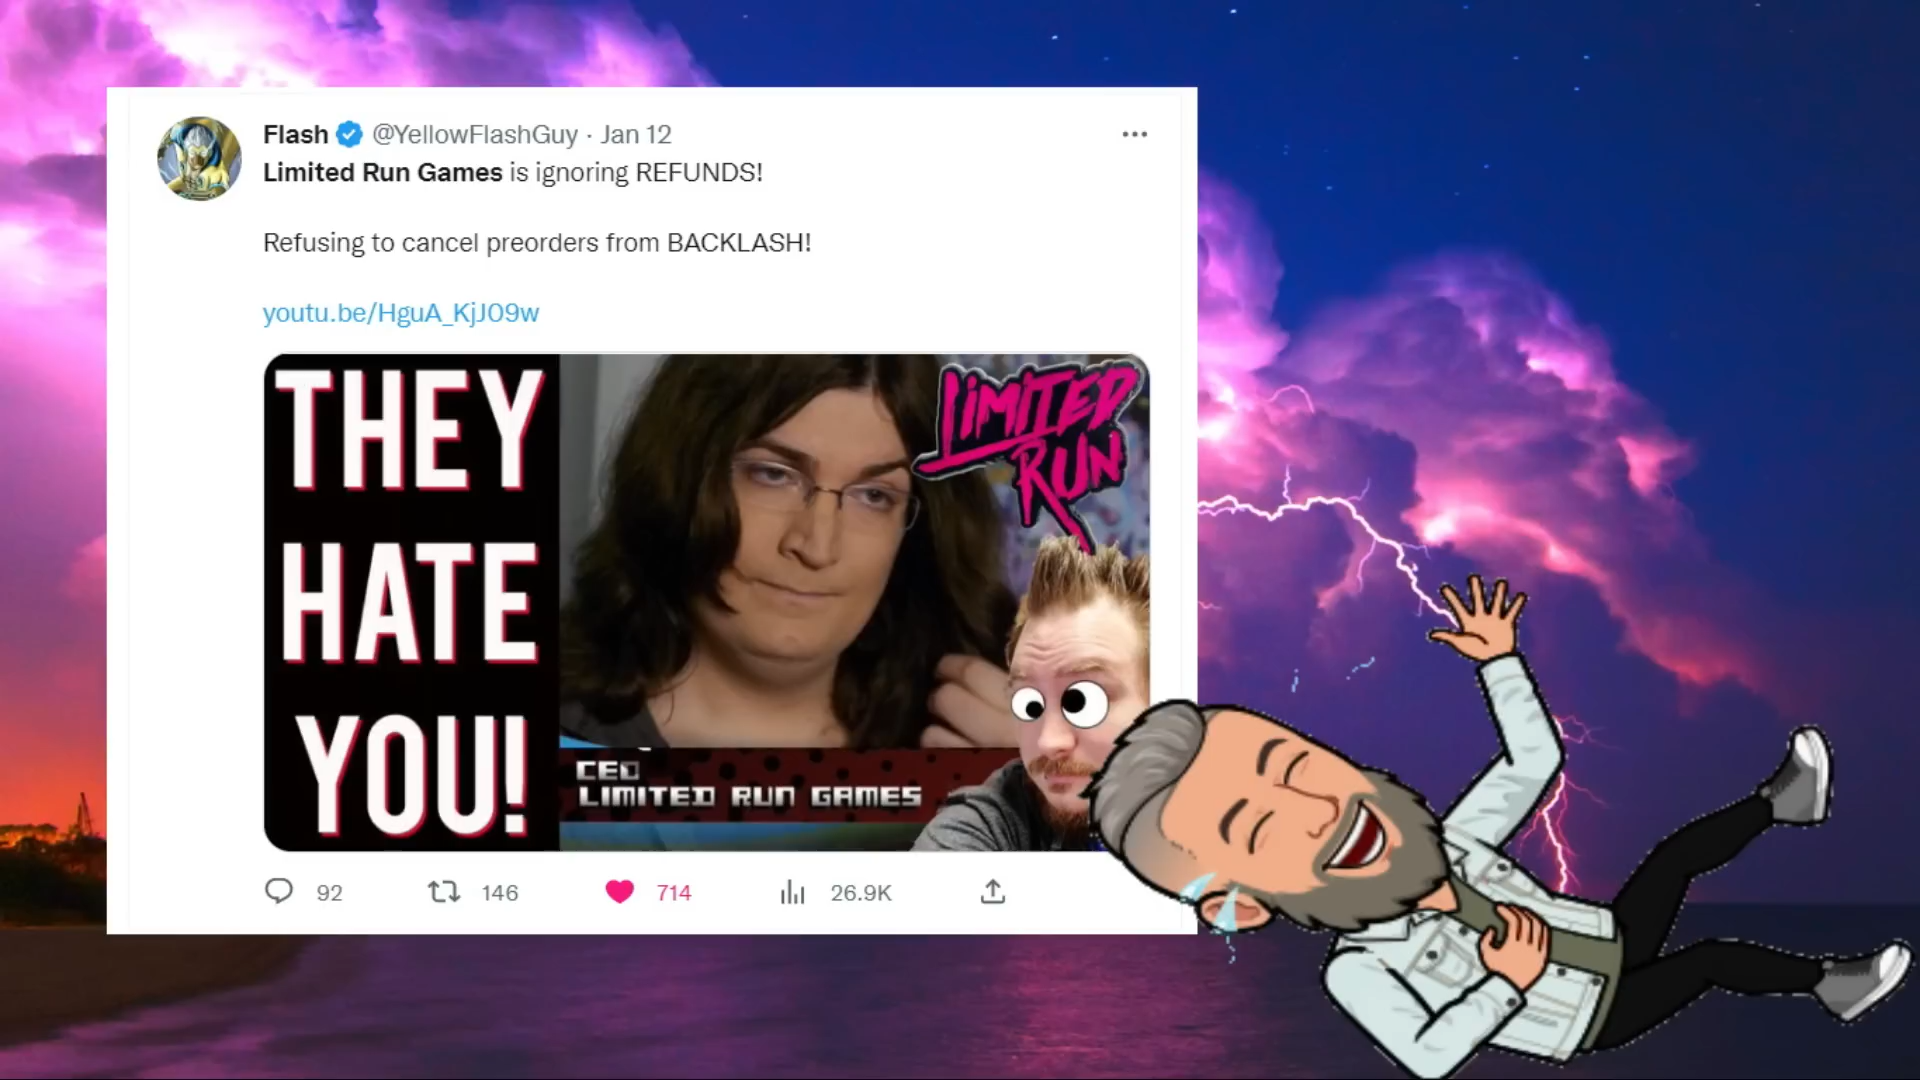 Flash @YellowFlashGuy · Jan 12
Limited Run Games is ignoring REFUNDS!
Refusing to cancel preorders from BACKLASH!
youtu.be/HguA_KjJO9w
THEY
HATE
YOU!
LIMITED
RUN
CEO
LIMITED RUN GAMES
92 146 714 26.9K